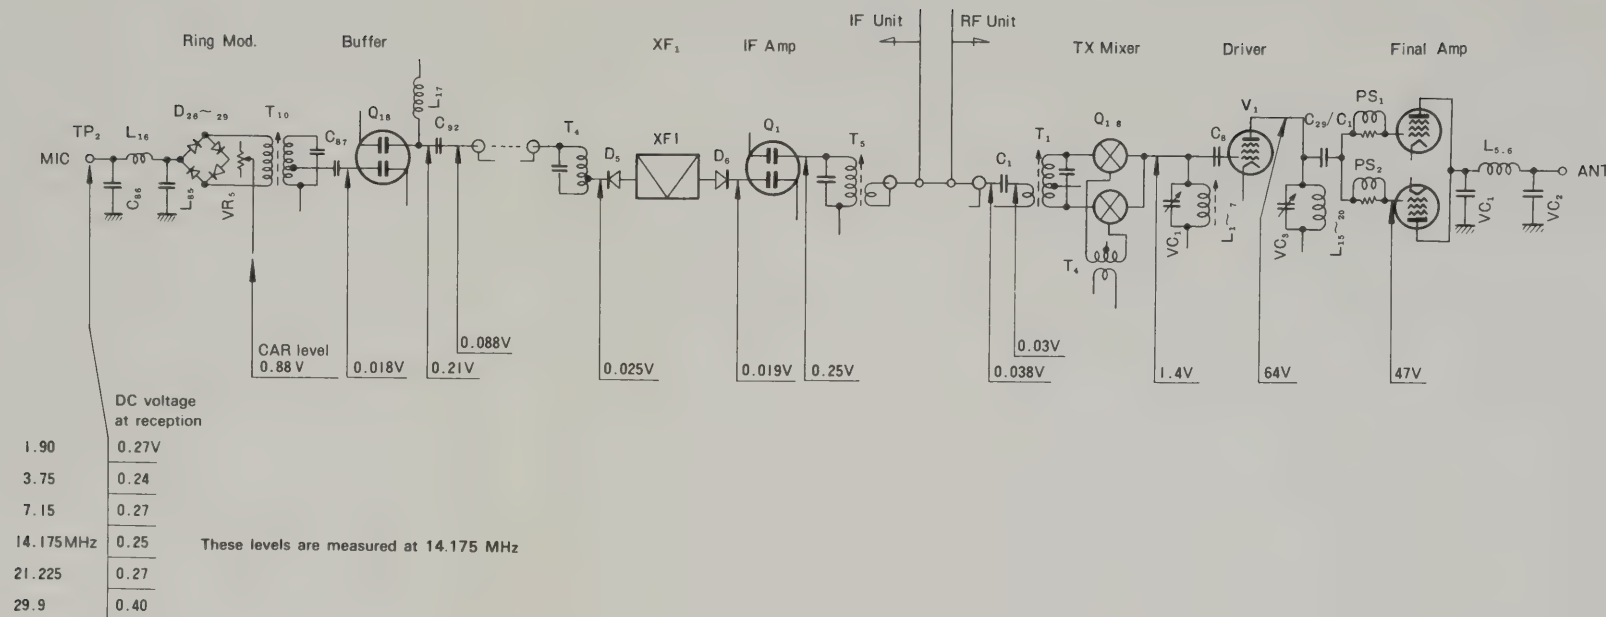 IF Unit
RF Unit
Ring Mod.
Buffer
XF₁
IF Amp
TX Mixer
Driver
Final Amp
MIC
TP₂
L₁₆
C₈₆
L₈₅
D₂₆~₂₉
VR₅
T₁₀
C₈₇
Q₁₈
L₁₇
C₉₂
T₄
D₅
XF1
D₆
Q₁
T₅
C₁
T₁
Q₁ ₈
T₄
VC₁
L₁~₇
C₈
V₁
VC₃
C₂₉/C₁
L₁₅~₂₀
PS₁
PS₂
L₅.₆
VC₁
VC₂
ANT
CAR level
0.88V
0.018V
0.21V
0.088V
0.025V
0.019V
0.25V
0.038V
0.03V
1.4V
64V
47V
DC voltage
at reception
1.90 0.27V
3.75 0.24
7.15 0.27
14.175MHz 0.25
These levels are measured at 14.175 MHz
21.225 0.27
29.9 0.40